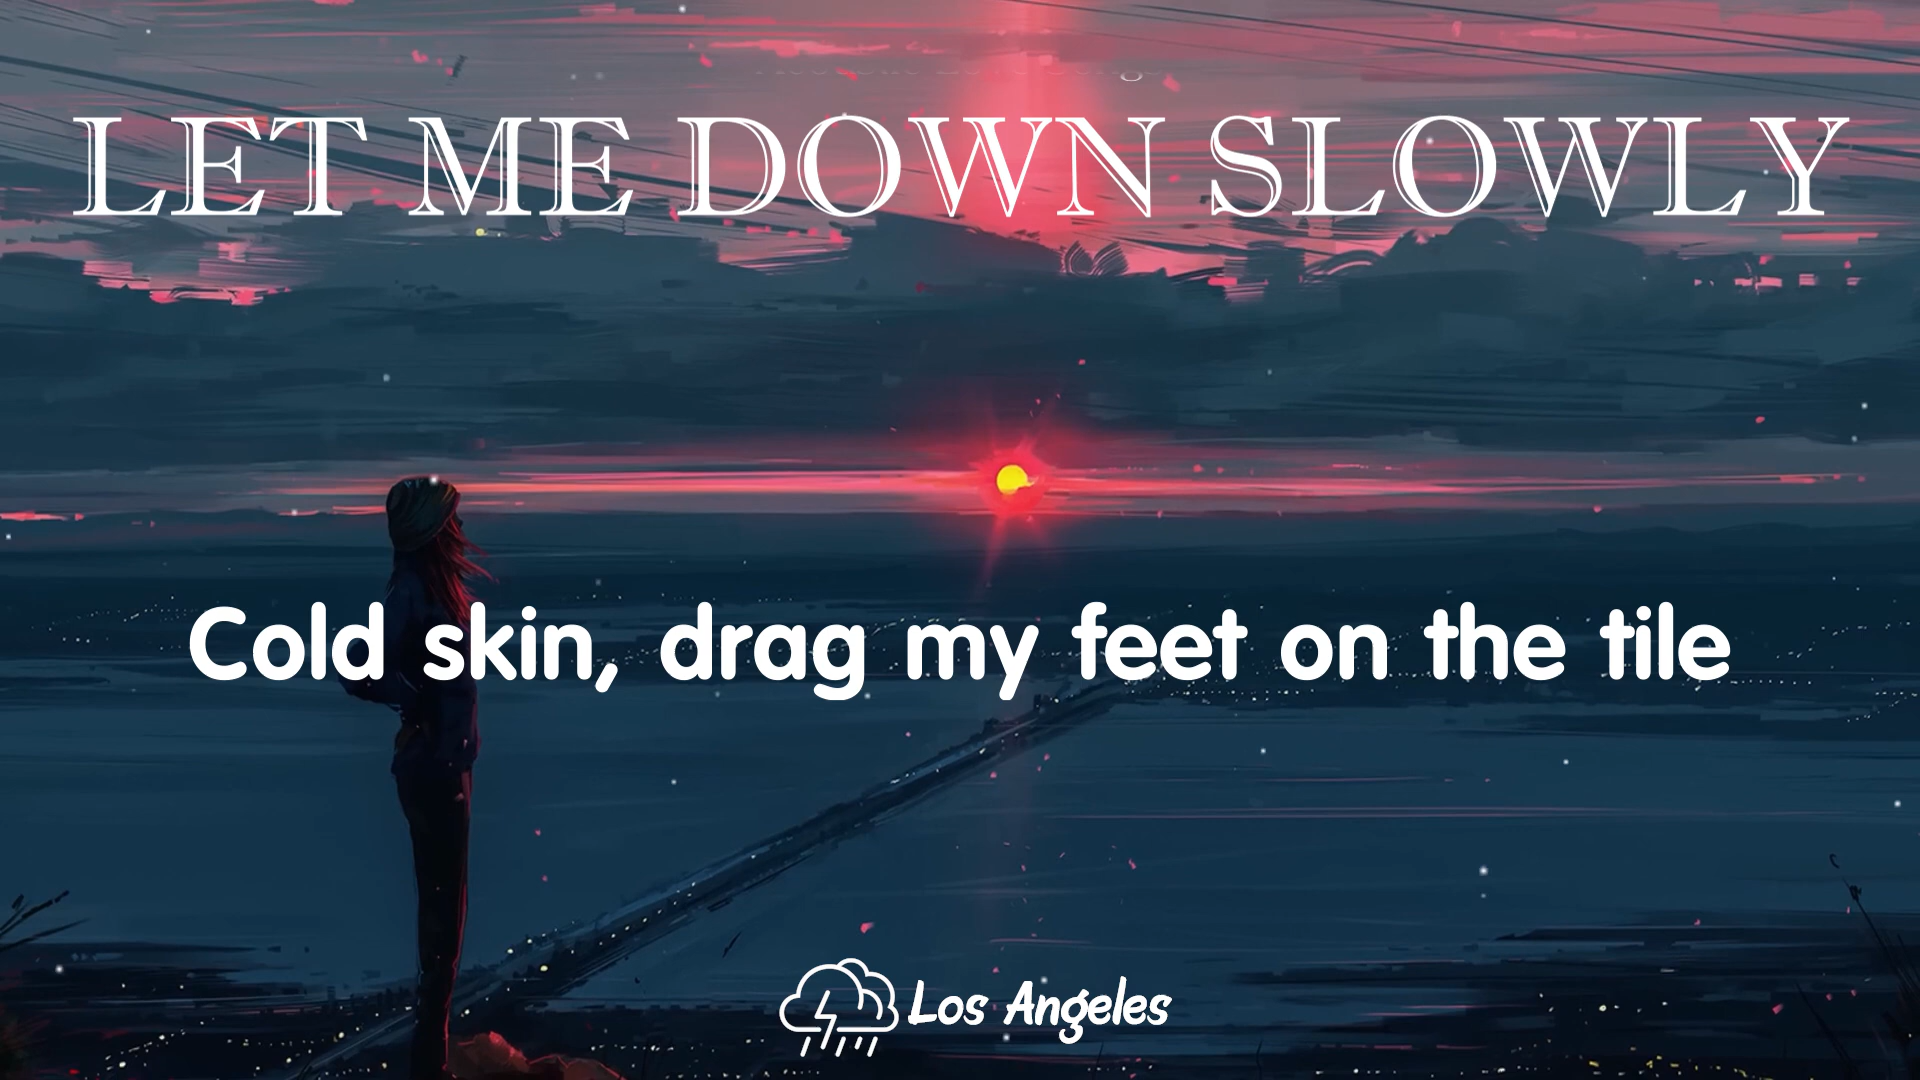 LET ME DOWN SLOWLY
Cold skin, drag my feet on the tile
Los Angeles